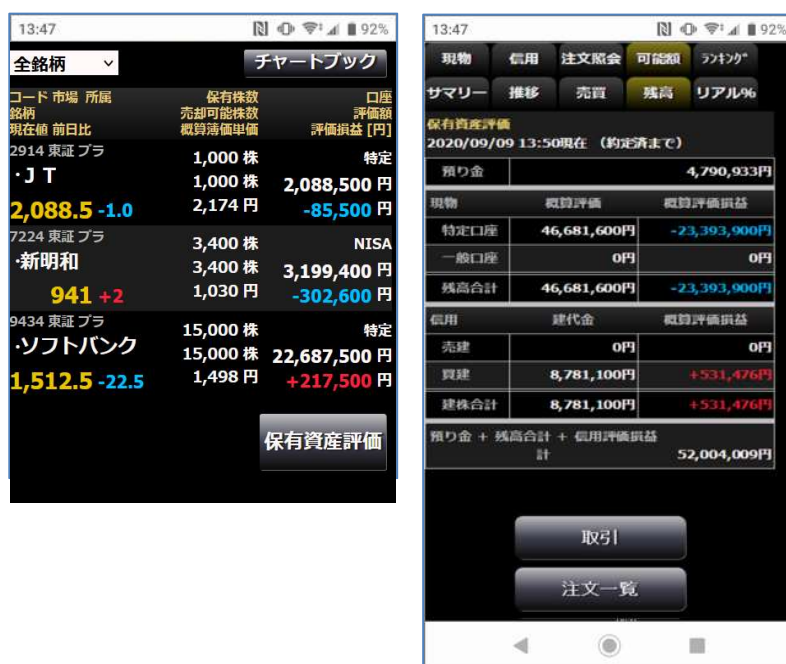 13:47
92%
全銘柄
チャートブック
コード 市場 所属 保有株数 口座
銘柄 売却可能株数 評価額
現在値 前日比 概算簿価単価 評価損益 [円]
2914 東証 プラ 1,000 株 特定
・JT 1,000 株 2,088,500 円
2,088.5 -1.0 2,174 円 -85,500 円
7224 東証 プラ 3,400 株 NISA
・新明和 3,400 株 3,199,400 円
941 +2 1,030 円 -302,600 円
9434 東証 プラ 15,000 株 特定
・ソフトバンク 15,000 株 22,687,500 円
1,512.5 -22.5 1,498 円 +217,500 円
保有資産評価
13:47
92%
現物 信用 注文照会 可能額 ランキング
サマリー 推移 売買 残高 リアル%
保有資産評価
2020/09/09 13:50現在 (約定済まで)
預り金 4,790,933円
現物 概算評価 概算評価損益
特定口座 46,681,600円 -23,393,900円
一般口座 0円 0円
残高合計 46,681,600円 -23,393,900円
信用 建代金 概算評価損益
売建 0円 0円
買建 8,781,100円 +531,476円
建株合計 8,781,100円 +531,476円
預り金 + 残高合計 + 信用評価損益
計 52,004,009円
取引
注文一覧